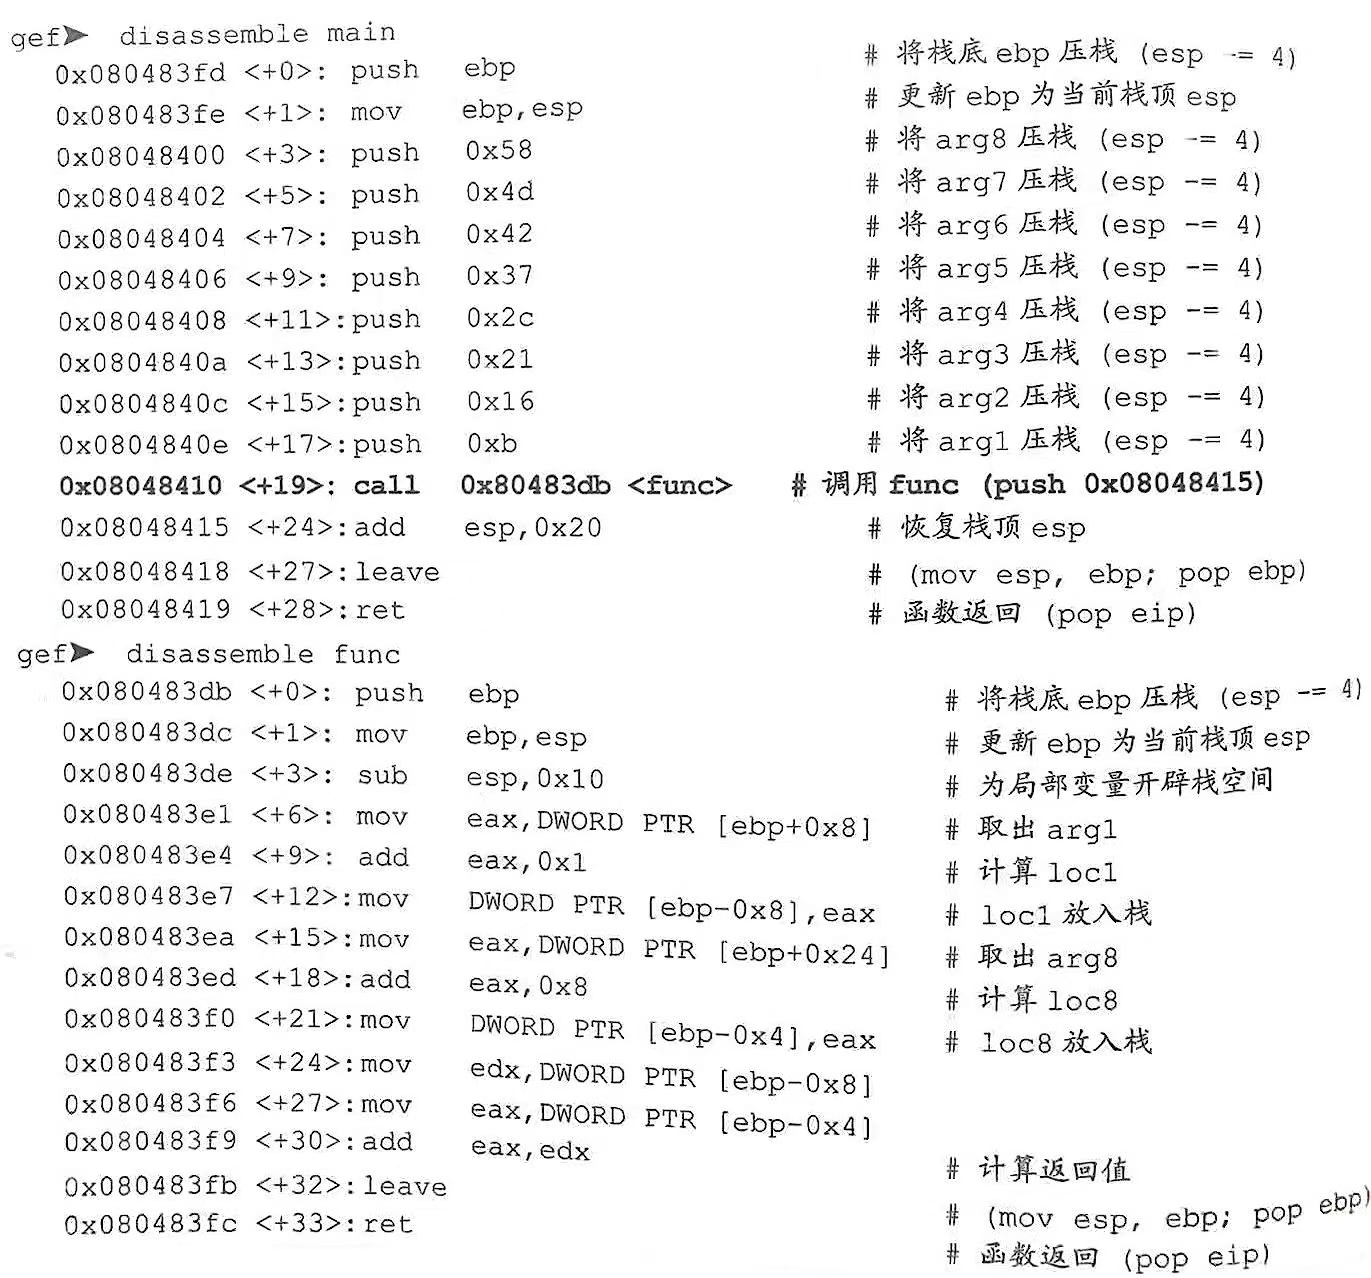 gef➤ disassemble main
0x080483fd <+0>: push ebp # 将栈底 ebp 压栈 (esp -= 4)
0x080483fe <+1>: mov ebp,esp # 更新 ebp 为当前栈顶 esp
0x08048400 <+3>: push 0x58 # 将 arg8 压栈 (esp -= 4)
0x08048402 <+5>: push 0x4d # 将 arg7 压栈 (esp -= 4)
0x08048404 <+7>: push 0x42 # 将 arg6 压栈 (esp -= 4)
0x08048406 <+9>: push 0x37 # 将 arg5 压栈 (esp -= 4)
0x08048408 <+11>:push 0x2c # 将 arg4 压栈 (esp -= 4)
0x0804840a <+13>:push 0x21 # 将 arg3 压栈 (esp -= 4)
0x0804840c <+15>:push 0x16 # 将 arg2 压栈 (esp -= 4)
0x0804840e <+17>:push 0xb # 将 arg1 压栈 (esp -= 4)
0x08048410 <+19>: call 0x80483db <func> # 调用 func (push 0x08048415)
0x08048415 <+24>:add esp,0x20 # 恢复栈顶 esp
0x08048418 <+27>:leave # (mov esp, ebp; pop ebp)
0x08048419 <+28>:ret # 函数返回 (pop eip)
gef➤ disassemble func
0x080483db <+0>: push ebp # 将栈底 ebp 压栈 (esp -= 4)
0x080483dc <+1>: mov ebp,esp # 更新 ebp 为当前栈顶 esp
0x080483de <+3>: sub esp,0x10 # 为局部变量开辟栈空间
0x080483e1 <+6>: mov eax,DWORD PTR [ebp+0x8] # 取出 arg1
0x080483e4 <+9>: add eax,0x1 # 计算 loc1
0x080483e7 <+12>:mov DWORD PTR [ebp-0x8],eax # loc1 放入栈
0x080483ea <+15>:mov eax,DWORD PTR [ebp+0x24] # 取出 arg8
0x080483ed <+18>:add eax,0x8 # 计算 loc8
0x080483f0 <+21>:mov DWORD PTR [ebp-0x4],eax # loc8 放入栈
0x080483f3 <+24>:mov edx,DWORD PTR [ebp-0x8]
0x080483f6 <+27>:mov eax,DWORD PTR [ebp-0x4]
0x080483f9 <+30>:add eax,edx # 计算返回值
0x080483fb <+32>:leave # (mov esp, ebp; pop ebp)
0x080483fc <+33>:ret # 函数返回 (pop eip)